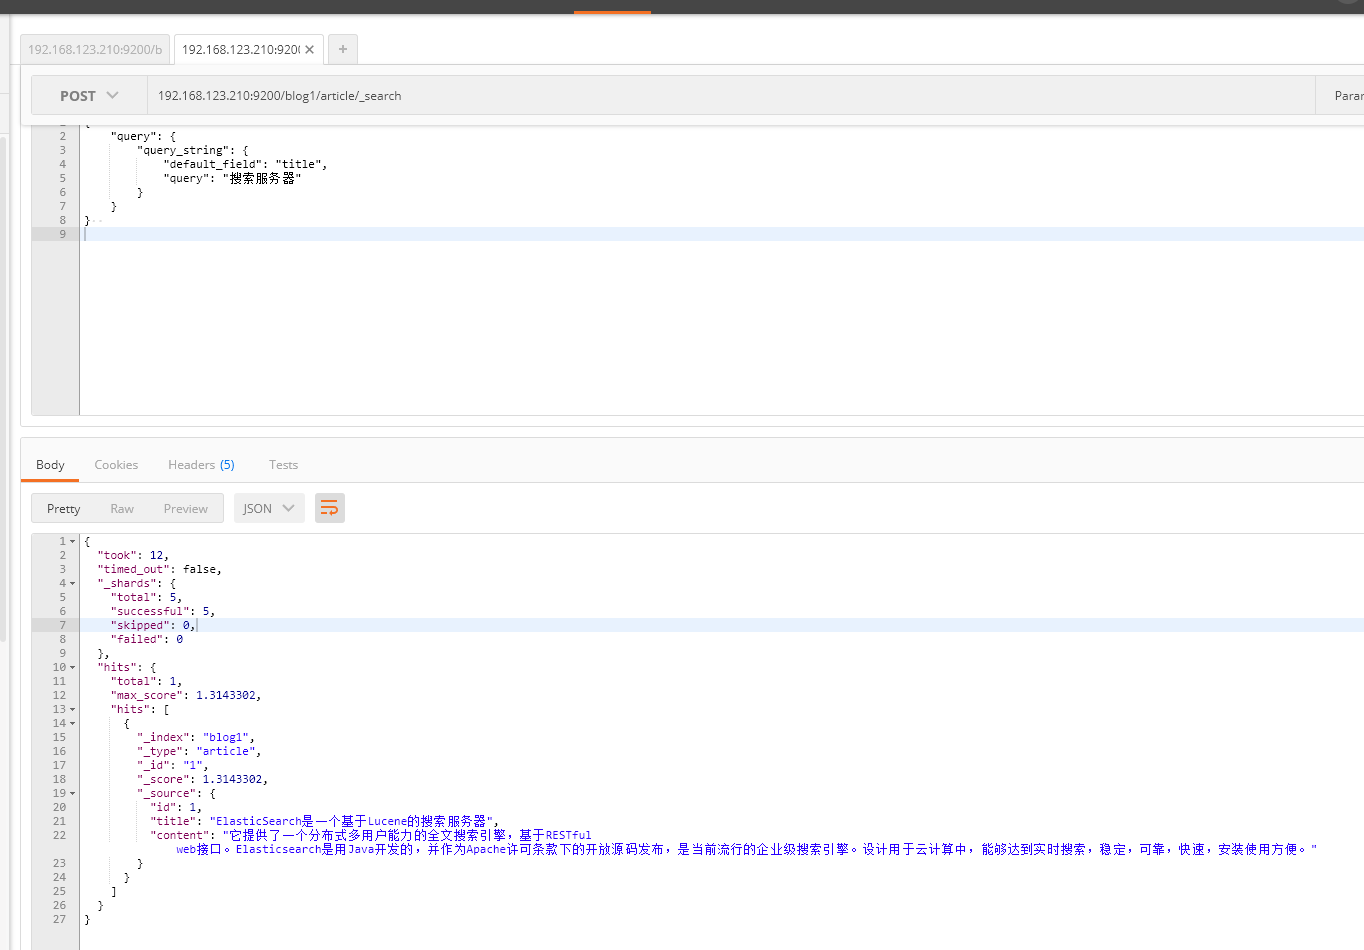 192.168.123.210:9200/b
192.168.123.210:920(
+
POST
192.168.123.210:9200/blog1/article/_search
Parar
2 "query": {
3 "query_string": {
4 "default_field": "title",
5 "query": "搜索服务器"
6 }
7 }
8 }
9
Body Cookies Headers (5) Tests
Pretty Raw Preview JSON
1 {
2 "took": 12,
3 "timed_out": false,
4 "_shards": {
5 "total": 5,
6 "successful": 5,
7 "skipped": 0,
8 "failed": 0
9 },
10 "hits": {
11 "total": 1,
12 "max_score": 1.3143302,
13 "hits": [
14 {
15 "_index": "blog1",
16 "_type": "article",
17 "_id": "1",
18 "_score": 1.3143302,
19 "_source": {
20 "id": 1,
21 "title": "ElasticSearch是一个基于Lucene的搜索服务器",
22 "content": "它提供了一个分布式多用户能力的全文搜索引擎，基于RESTful
web接口。Elasticsearch是用Java开发的，并作为Apache许可条款下的开放源码发布，是当前流行的企业级搜索引擎。设计用于云计算中，能够达到实时搜索，稳定，可靠，快速，安装使用方便。"
23 }
24 }
25 ]
26 }
27 }